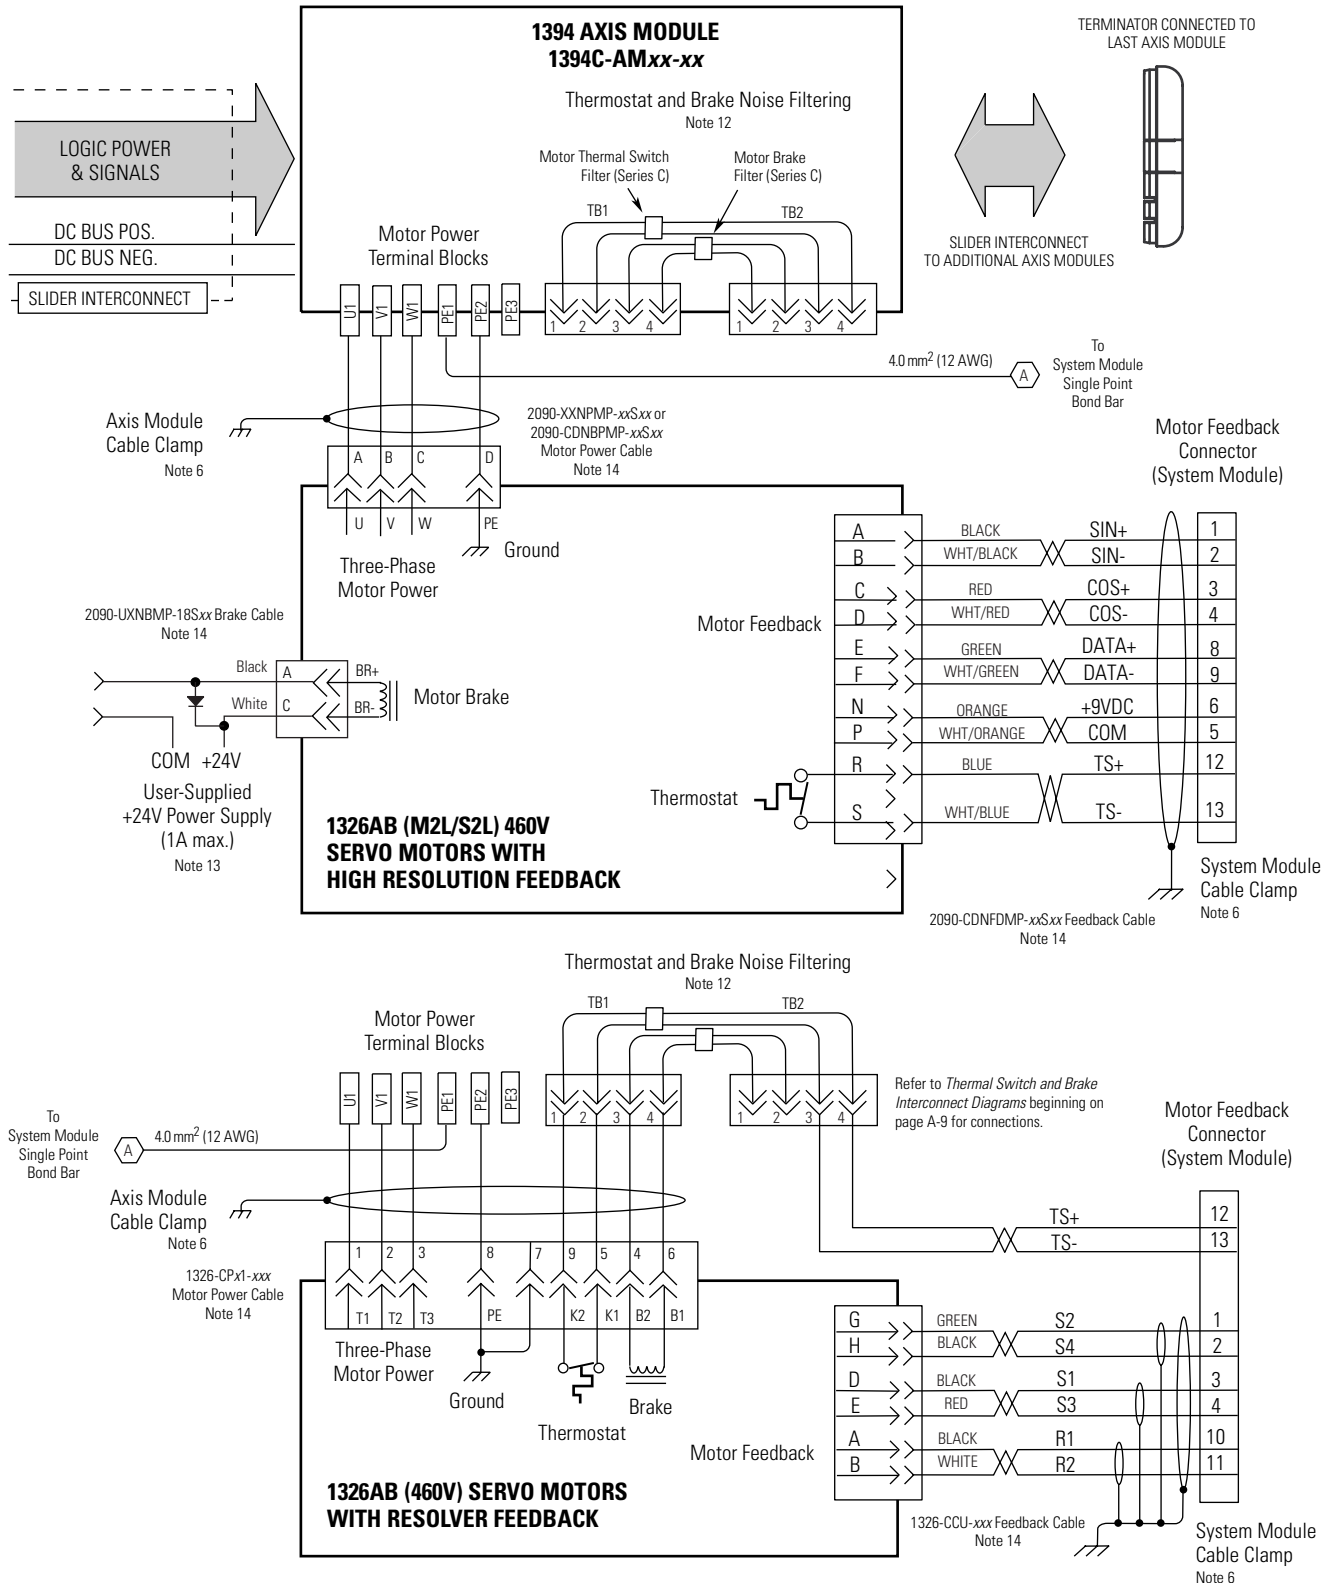 1394 AXIS MODULE
1394C-AMxx-xx
TERMINATOR CONNECTED TO
LAST AXIS MODULE
Thermostat and Brake Noise Filtering
Note 12
LOGIC POWER
& SIGNALS
Motor Thermal Switch
Filter (Series C)
Motor Brake
Filter (Series C)
TB1
TB2
DC BUS POS.
DC BUS NEG.
SLIDER INTERCONNECT
Motor Power
Terminal Blocks
SLIDER INTERCONNECT
TO ADDITIONAL AXIS MODULES
U1
V1
W1
PE1
PE2
PE3
1 2 3 4
1 2 3 4
4.0 mm2 (12 AWG)
A
To
System Module
Single Point
Bond Bar
Axis Module
Cable Clamp
Note 6
2090-XXNPMP-xxSxx or
2090-CDNBPMP-xxSxx
Motor Power Cable
Note 14
Motor Feedback
Connector
(System Module)
A B C D
U V W PE
Ground
Three-Phase
Motor Power
A BLACK SIN+ 1
B WHT/BLACK SIN- 2
C RED COS+ 3
D WHT/RED COS- 4
E GREEN DATA+ 8
F WHT/GREEN DATA- 9
N ORANGE +9VDC 6
P WHT/ORANGE COM 5
R BLUE TS+ 12
S WHT/BLUE TS- 13
Motor Feedback
2090-UXNBMP-18Sxx Brake Cable
Note 14
Black A BR+
White C BR-
Motor Brake
COM +24V
User-Supplied
+24V Power Supply
(1A max.)
Note 13
Thermostat
1326AB (M2L/S2L) 460V
SERVO MOTORS WITH
HIGH RESOLUTION FEEDBACK
System Module
Cable Clamp
Note 6
2090-CDNFDMP-xxSxx Feedback Cable
Note 14
Thermostat and Brake Noise Filtering
Note 12
TB1
TB2
Motor Power
Terminal Blocks
U1
V1
W1
PE1
PE2
PE3
1 2 3 4
1 2 3 4
Refer to Thermal Switch and Brake
Interconnect Diagrams beginning on
page A-9 for connections.
Motor Feedback
Connector
(System Module)
To
System Module
Single Point
Bond Bar
A
4.0 mm2 (12 AWG)
Axis Module
Cable Clamp
Note 6
TS+ 12
TS- 13
1326-CPx1-xxx
Motor Power Cable
Note 14
1 2 3 8 7 9 5 4 6
T1 T2 T3 PE K2 K1 B2 B1
Three-Phase
Motor Power
Ground
Thermostat
Brake
G GREEN S2 1
H BLACK S4 2
D BLACK S1 3
E RED S3 4
A BLACK R1 10
B WHITE R2 11
Motor Feedback
1326AB (460V) SERVO MOTORS
WITH RESOLVER FEEDBACK
1326-CCU-xxx Feedback Cable
Note 14
System Module
Cable Clamp
Note 6